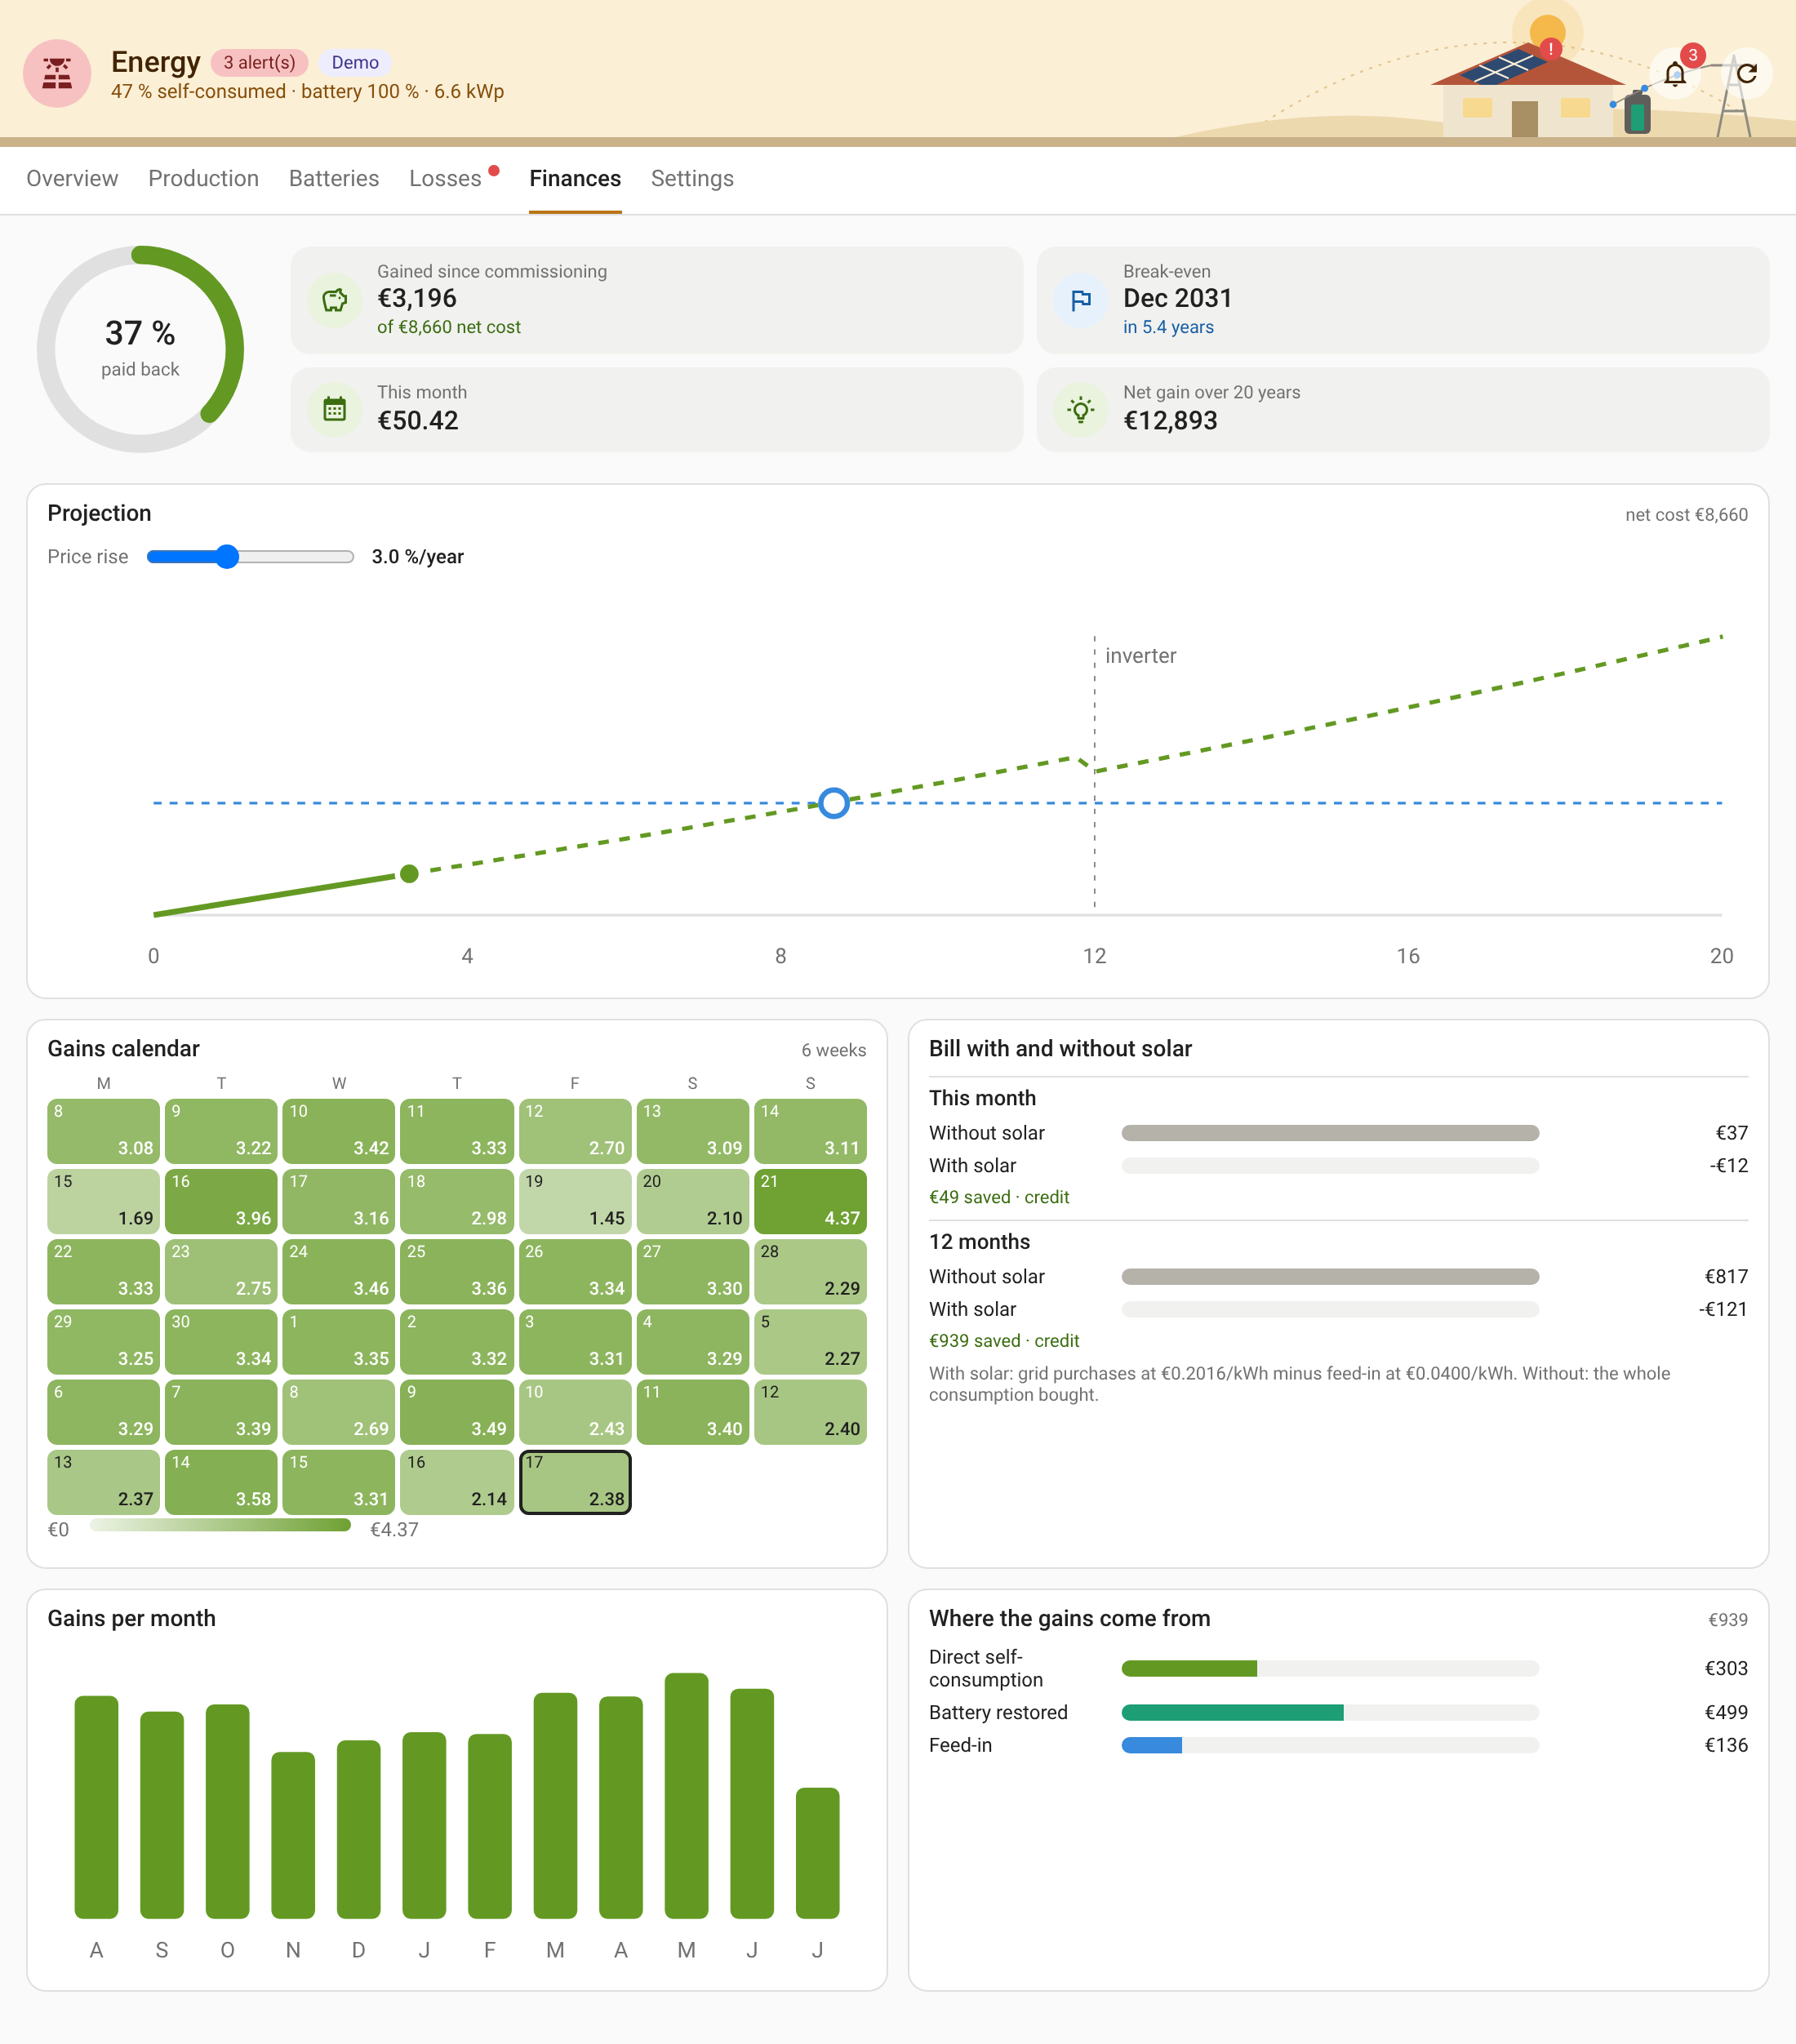 Energy 3 alert(s) Demo
47 % self-consumed · battery 100 % · 6.6 kWp
!
3
Overview Production Batteries Losses Finances Settings
37 %
paid back
Gained since commissioning
€3,196
of €8,660 net cost
Break-even
Dec 2031
in 5.4 years
This month
€50.42
Net gain over 20 years
€12,893
Projection
net cost €8,660
Price rise 3.0 %/year
inverter
0 4 8 12 16 20
Gains calendar
6 weeks
M T W T F S S
8 9 10 11 12 13 14
3.08 3.22 3.42 3.33 2.70 3.09 3.11
15 16 17 18 19 20 21
1.69 3.96 3.16 2.98 1.45 2.10 4.37
22 23 24 25 26 27 28
3.33 2.75 3.46 3.36 3.34 3.30 2.29
29 30 1 2 3 4 5
3.25 3.34 3.35 3.32 3.31 3.29 2.27
6 7 8 9 10 11 12
3.29 3.39 2.69 3.49 2.43 3.40 2.40
13 14 15 16 17
2.37 3.58 3.31 2.14 2.38
€0 €4.37
Bill with and without solar
This month
Without solar €37
With solar -€12
€49 saved · credit
12 months
Without solar €817
With solar -€121
€939 saved · credit
With solar: grid purchases at €0.2016/kWh minus feed-in at €0.0400/kWh. Without: the whole
consumption bought.
Gains per month
A S O N D J F M A M J J
Where the gains come from
€939
Direct self-
consumption
€303
Battery restored €499
Feed-in €136